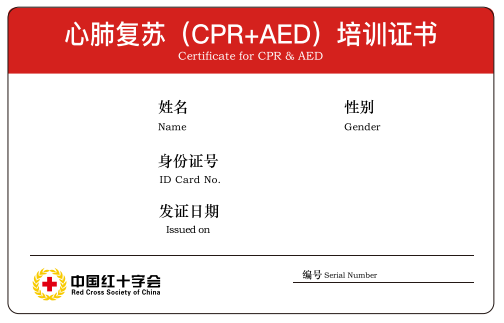 心肺复苏（CPR+AED）培训证书
Certificate for CPR & AED
姓名
Name
性别
Gender
身份证号
ID Card No.
发证日期
Issued on
中国红十字会
Red Cross Society of China
编号 Serial Number